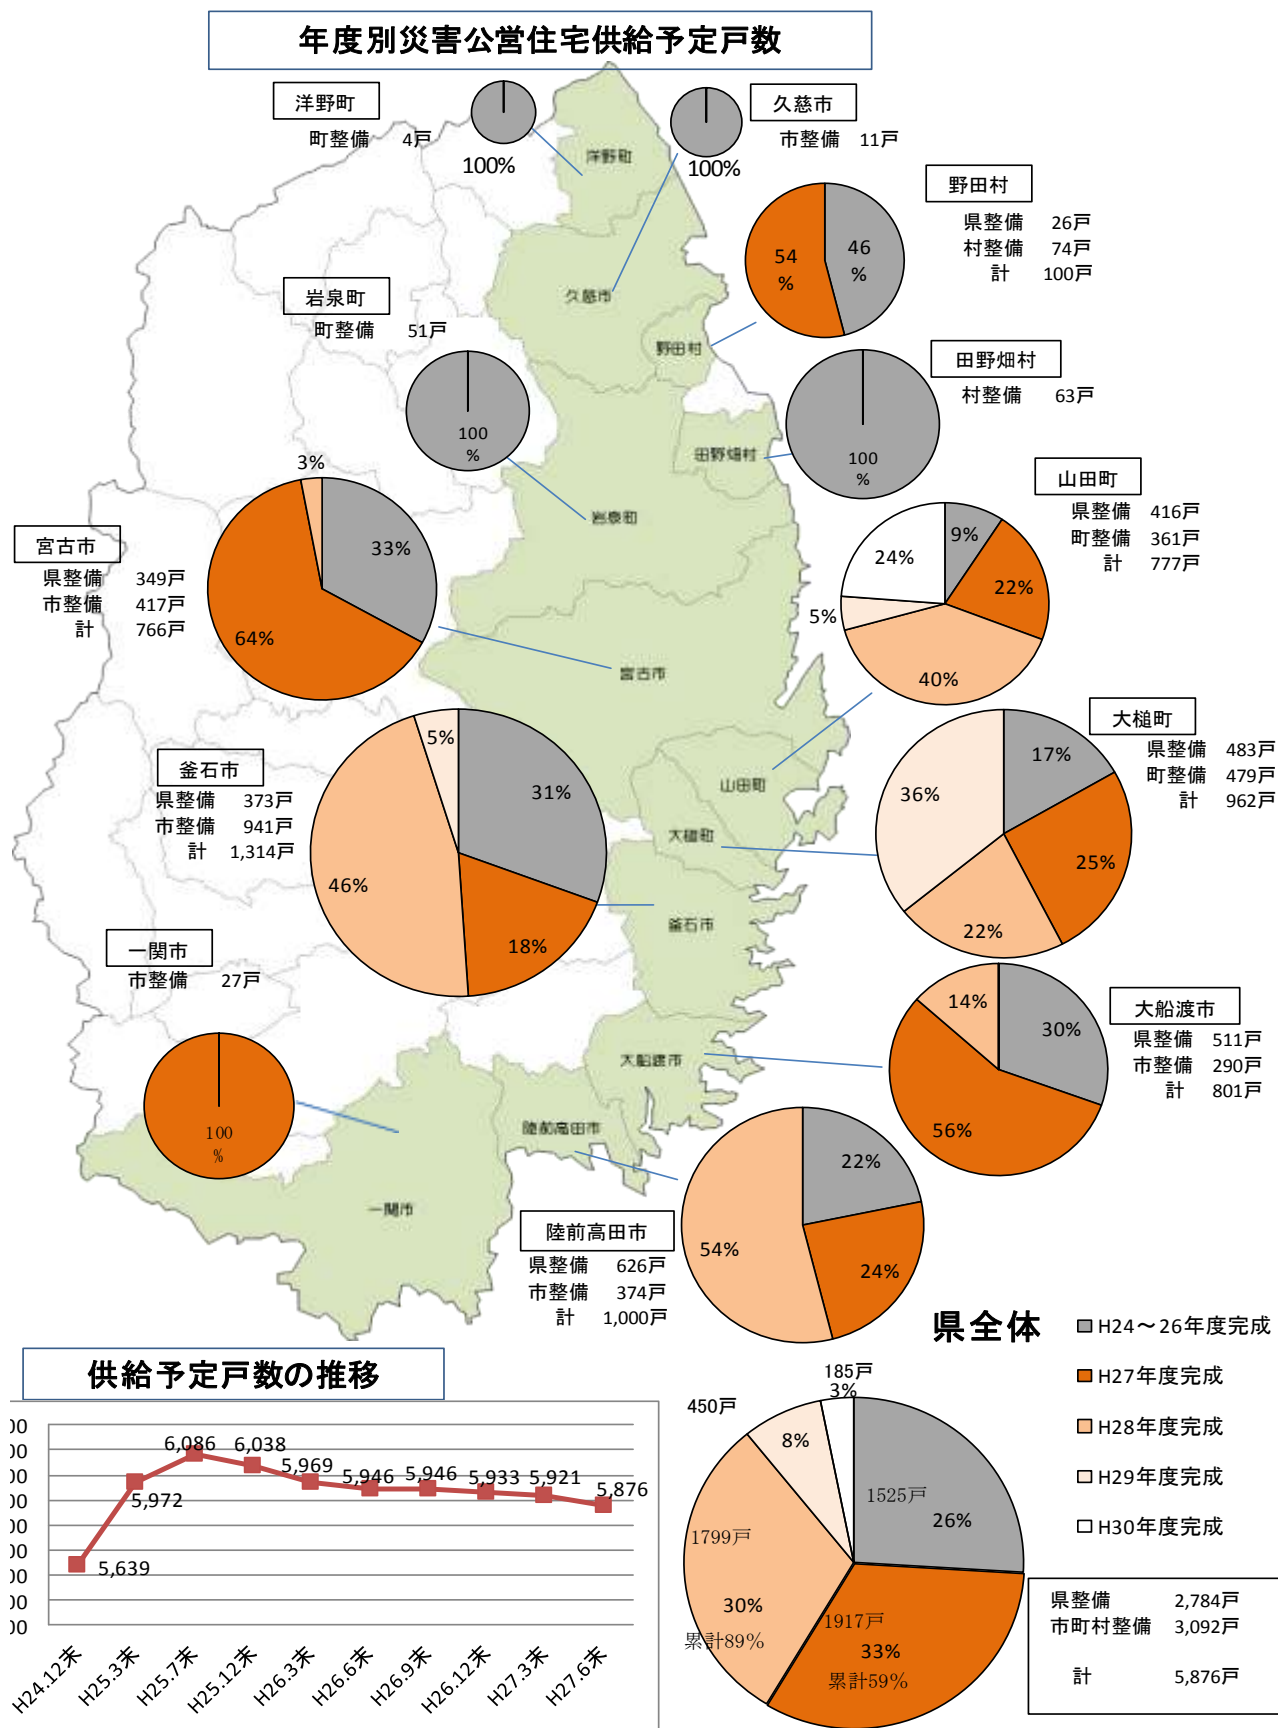 年度別災害公営住宅供給予定戸数
洋野町
町整備 4戸
100%
久慈市
市整備 11戸
100%
野田村
県整備 26戸
村整備 74戸
計 100戸
54%
46%
岩泉町
町整備 51戸
100%
田野畑村
村整備 63戸
100%
山田町
県整備 416戸
町整備 361戸
計 777戸
9%
22%
40%
5%
24%
宮古市
県整備 349戸
市整備 417戸
計 766戸
3%
33%
64%
大槌町
県整備 483戸
町整備 479戸
計 962戸
17%
25%
22%
36%
釜石市
県整備 373戸
市整備 941戸
計 1,314戸
5%
31%
18%
46%
一関市
市整備 27戸
100%
大船渡市
県整備 511戸
市整備 290戸
計 801戸
14%
30%
56%
陸前高田市
県整備 626戸
市整備 374戸
計 1,000戸
22%
24%
54%
洋野町
久慈市
野田村
田野畑村
岩泉町
宮古市
山田町
大槌町
釜石市
大船渡市
陸前高田市
一関市
県全体
H24～26年度完成
H27年度完成
H28年度完成
H29年度完成
H30年度完成
185戸
3%
450戸
8%
1525戸
26%
1799戸
30%
累計89%
1917戸
33%
累計59%
県整備 2,784戸
市町村整備 3,092戸
計 5,876戸
供給予定戸数の推移
5,639
5,972
6,086
6,038
5,969
5,946
5,946
5,933
5,921
5,876
H24.12末
H25.3末
H25.7末
H25.12末
H26.3末
H26.6末
H26.9末
H26.12末
H27.3末
H27.6末